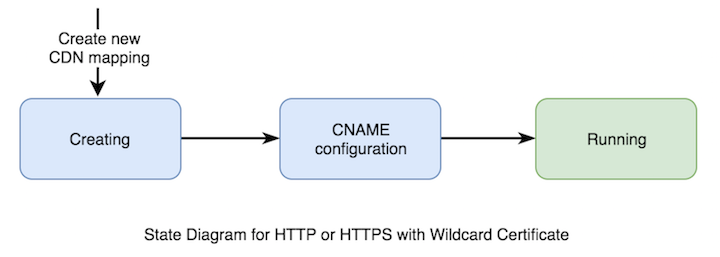 Create new
CDN mapping
Creating
CNAME
configuration
Running
State Diagram for HTTP or HTTPS with Wildcard Certificate